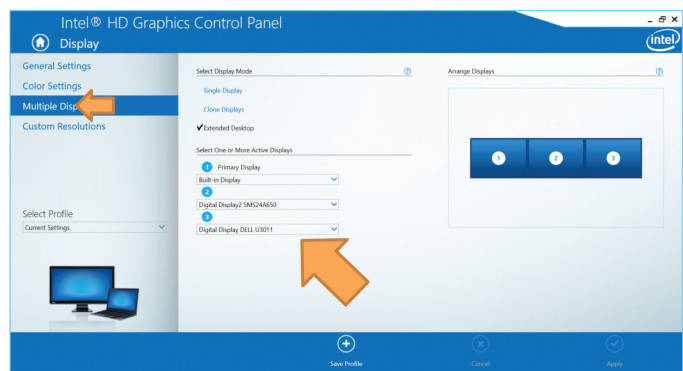 Intel® HD Graphics Control Panel
Display
intel
General Settings
Color Settings
Multiple Disp
Custom Resolutions
Select Profile
Current Settings
Select Display Mode
Single Display
Clone Displays
Extended Desktop
Select One or More Active Displays
1 Primary Display
Built-in Display
2
Digital Display2 SMS24A650
3
Digital Display DELL U3011
Arrange Displays
1 2 3
Save Profile
Cancel
Apply